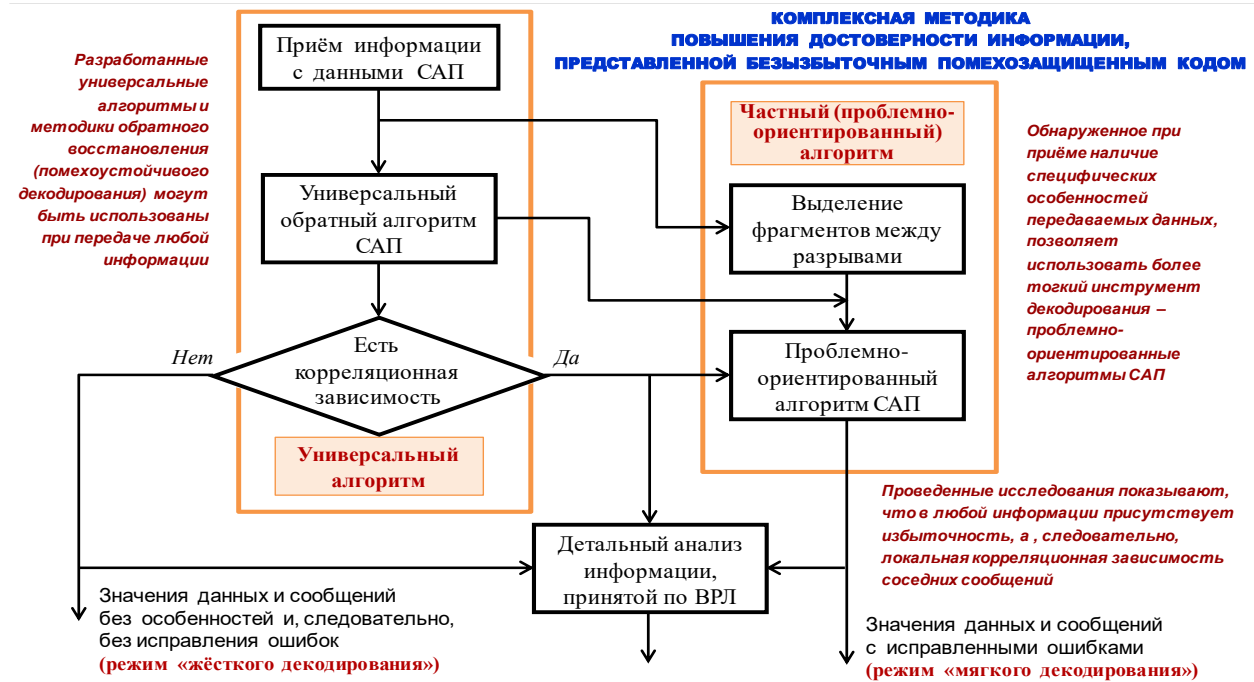 КОМПЛЕКСНАЯ МЕТОДИКА
ПОВЫШЕНИЯ ДОСТОВЕРНОСТИ ИНФОРМАЦИИ,
ПРЕДСТАВЛЕННОЙ БЕЗЫЗБЫТОЧНЫМ ПОМЕХОЗАЩИЩЕННЫМ КОДОМ
Разработанные
универсальные
алгоритмы и
методики обратного
восстановления
(помехоустойчивого
декодирования) могут
быть использованы
при передаче любой
информации
Приём информации
с данными САП
Универсальный
обратный алгоритм
САП
Нет
Есть
корреляционная
зависимость
Да
Универсальный
алгоритм
Частный (проблемно-
ориентированный)
алгоритм
Выделение
фрагментов между
разрывами
Проблемно-
ориентированный
алгоритм САП
Обнаруженное при
приёме наличие
специфических
особенностей
передаваемых данных,
позволяет
использовать более
тогкий инструмент
декодирования –
проблемно-
ориентированные
алгоритмы САП
Проведенные исследования показывают,
что в любой информации присутствует
избыточность, а , следовательно,
локальная корреляционная зависимость
соседних сообщений
Детальный анализ
информации,
принятой по ВРЛ
Значения данных и сообщений
без особенностей и, следовательно,
без исправления ошибок
(режим «жёсткого декодирования»)
Значения данных и сообщений
с исправленными ошибками
(режим «мягкого декодирования»)